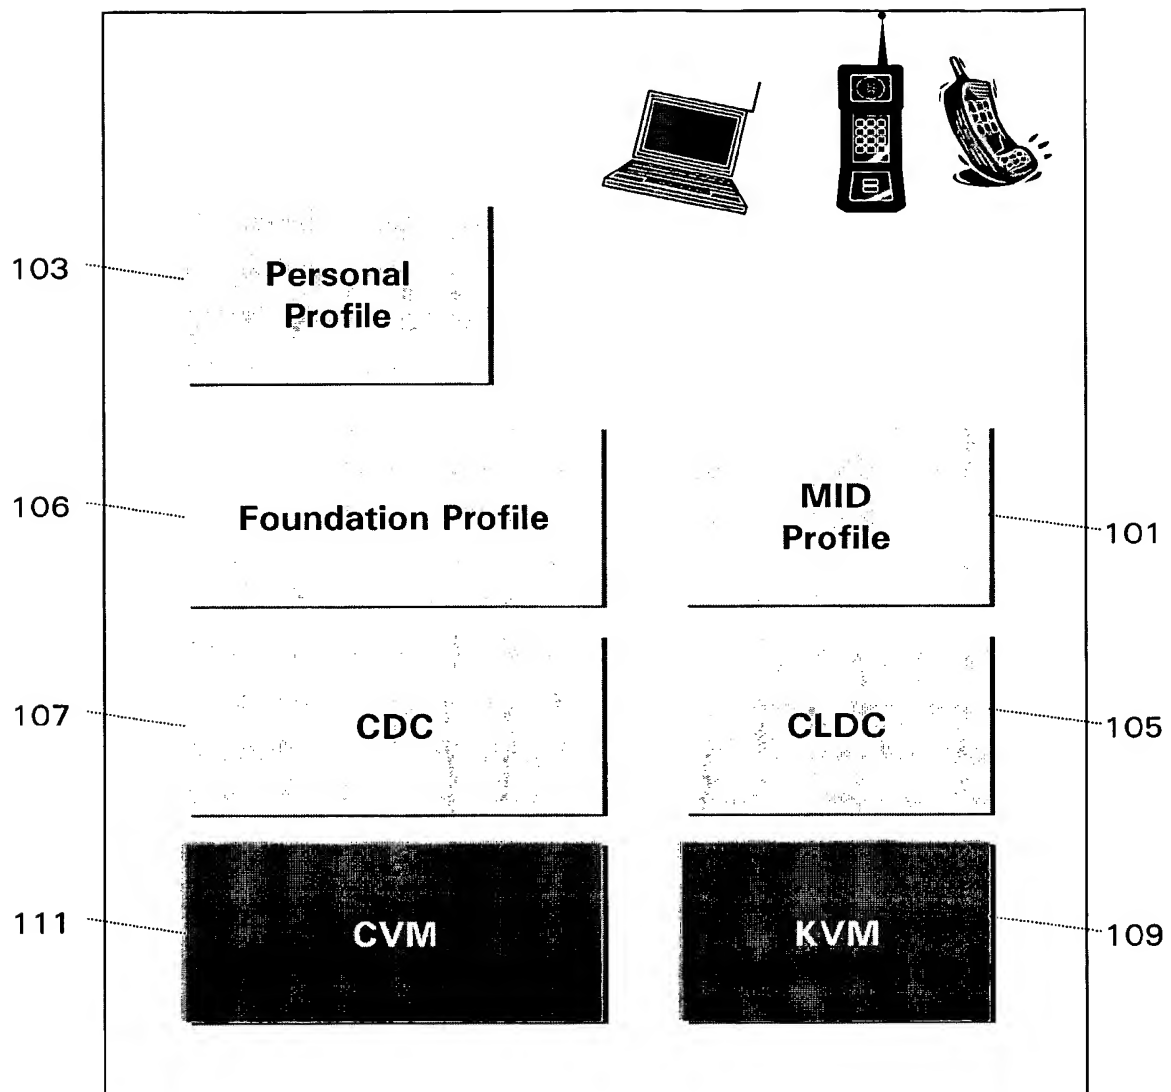 103
Personal
Profile
106
Foundation Profile
MID
Profile
101
107
CDC
CLDC
105
111
CVM
KVM
109